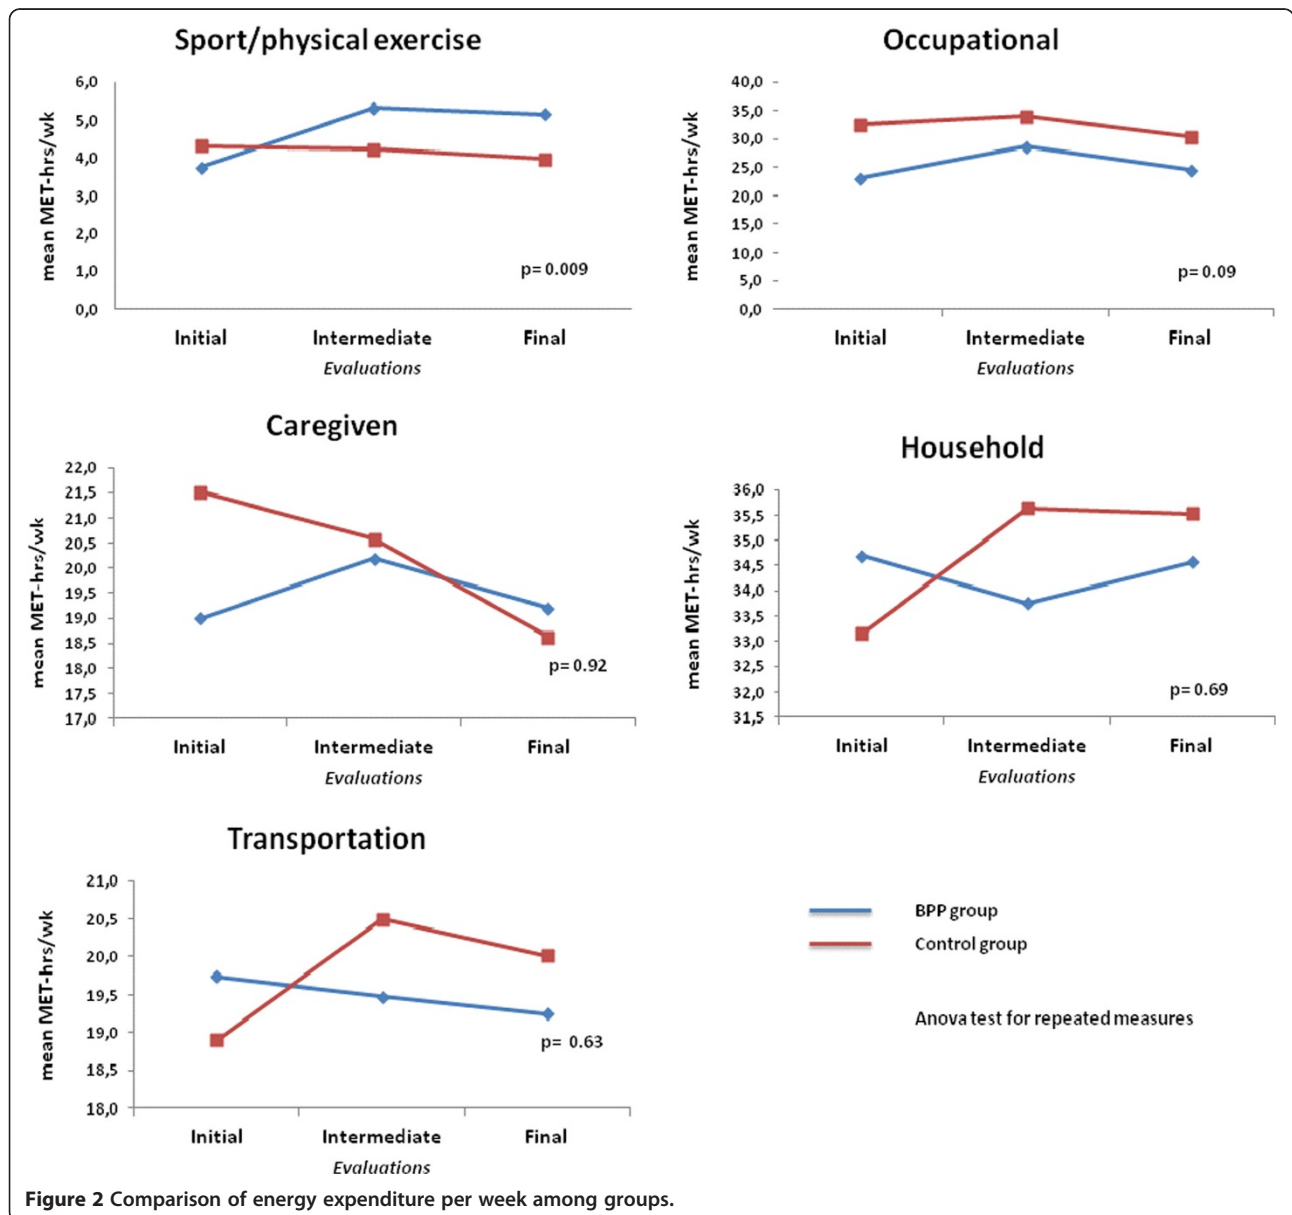 Sport/physical exercise
mean MET-hrs/wk
6,0
5,0
4,0
3,0
2,0
1,0
0,0
p= 0.009
Initial Intermediate Final
Evaluations
Occupational
mean MET-hrs/wk
40,0
35,0
30,0
25,0
20,0
15,0
10,0
5,0
0,0
p= 0.09
Initial Intermediate Final
Evaluations
Caregiven
mean MET-hrs/wk
22,0
21,5
21,0
20,5
20,0
19,5
19,0
18,5
18,0
17,5
17,0
p= 0.92
Initial Intermediate Final
Evaluations
Household
mean MET-hrs/wk
36,0
35,5
35,0
34,5
34,0
33,5
33,0
32,5
32,0
31,5
p= 0.69
Initial Intermediate Final
Evaluations
Transportation
mean MET-hrs/wk
21,0
20,5
20,0
19,5
19,0
18,5
18,0
p= 0.63
Initial Intermediate Final
Evaluations
BPP group
Control group
Anova test for repeated measures
Figure 2 Comparison of energy expenditure per week among groups.